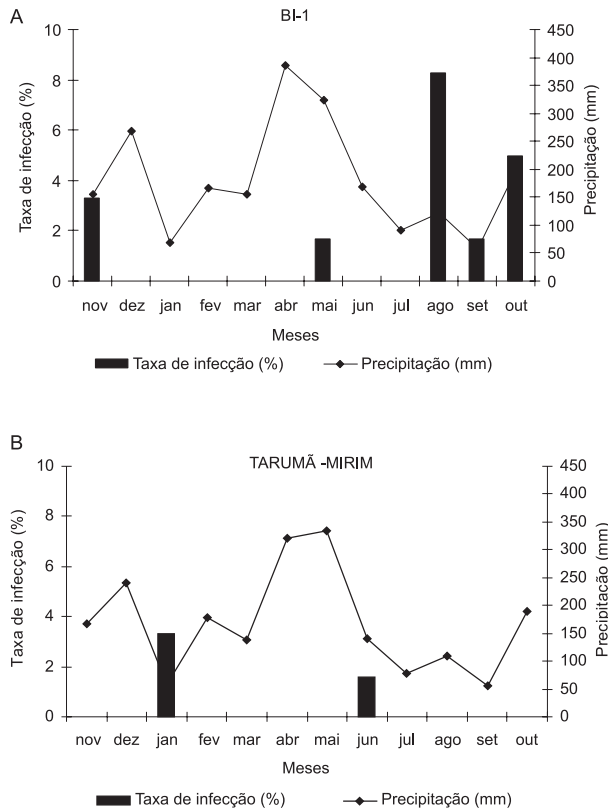 A
BI-1
Taxa de infecção (%)
10
8
6
4
2
0
450
400
350
300
250
200
150
100
50
0
Precipitação (mm)
nov dez jan fev mar abr mai jun jul ago set out
Meses
Taxa de infecção (%) Precipitação (mm)
B
TARUMÃ -MIRIM
Taxa de infecção (%)
10
8
6
4
2
0
450
400
350
300
250
200
150
100
50
0
Precipitacão (mm)
nov dez jan fev mar abr mai jun jul ago set out
Meses
Taxa de infecção (%) Precipitação (mm)